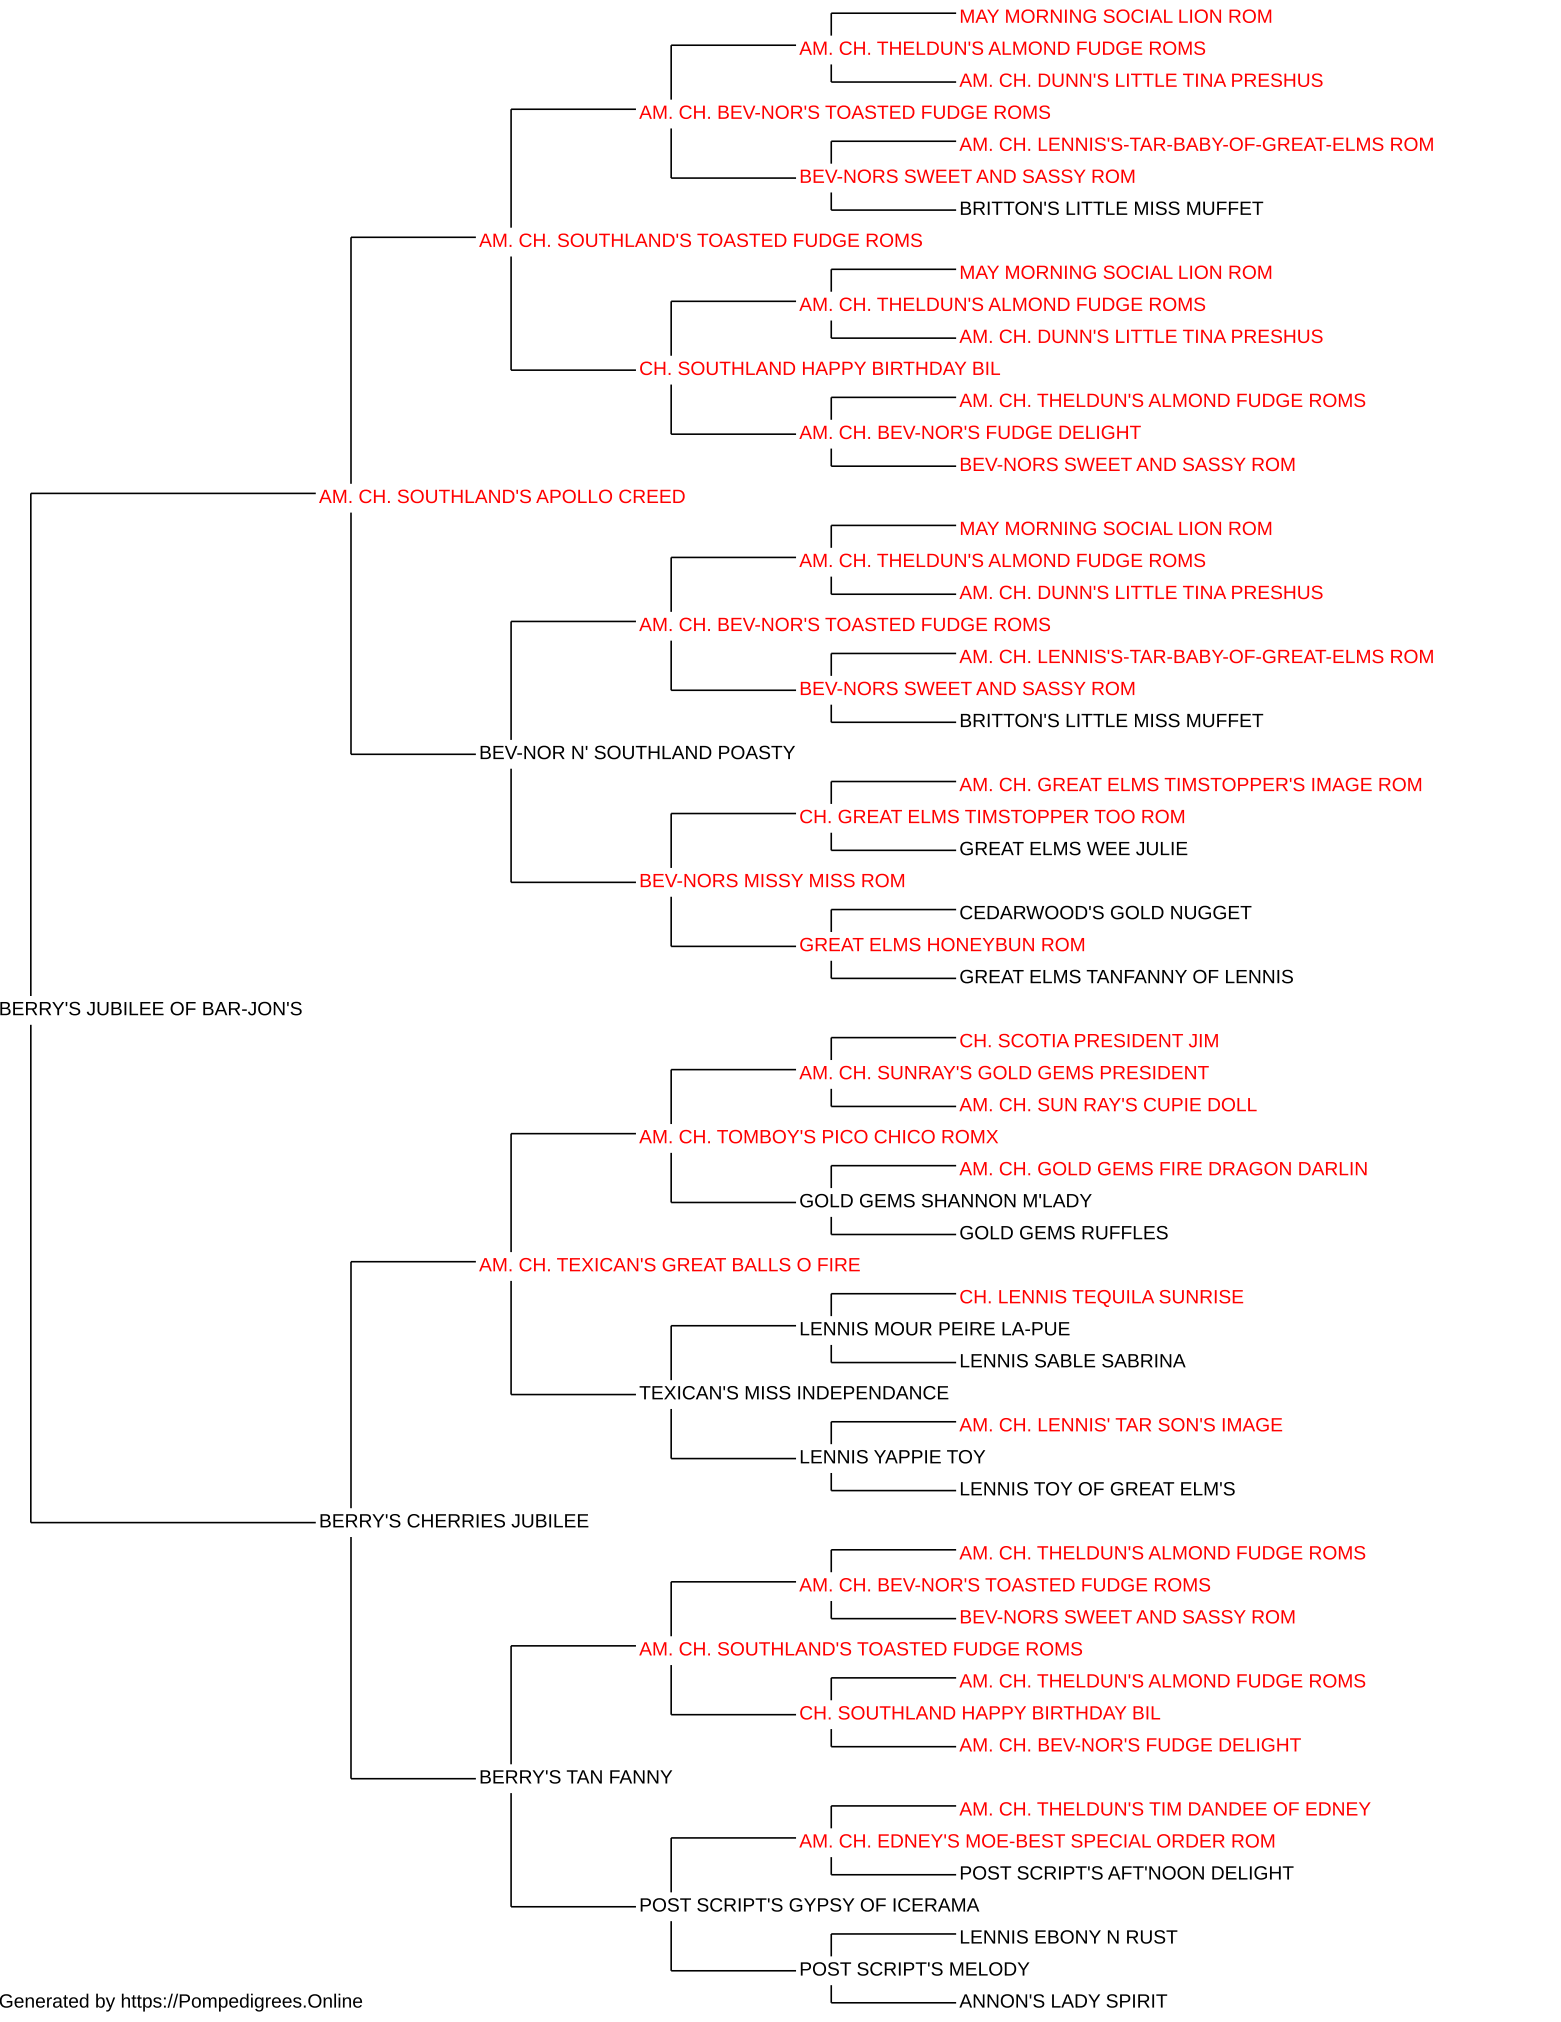 MAY MORNING SOCIAL LION ROM
AM. CH. THELDUN'S ALMOND FUDGE ROMS
AM. CH. DUNN'S LITTLE TINA PRESHUS
AM. CH. BEV-NOR'S TOASTED FUDGE ROMS
AM. CH. LENNIS'S-TAR-BABY-OF-GREAT-ELMS ROM
BEV-NORS SWEET AND SASSY ROM
BRITTON'S LITTLE MISS MUFFET
AM. CH. SOUTHLAND'S TOASTED FUDGE ROMS
MAY MORNING SOCIAL LION ROM
AM. CH. THELDUN'S ALMOND FUDGE ROMS
AM. CH. DUNN'S LITTLE TINA PRESHUS
CH. SOUTHLAND HAPPY BIRTHDAY BIL
AM. CH. THELDUN'S ALMOND FUDGE ROMS
AM. CH. BEV-NOR'S FUDGE DELIGHT
BEV-NORS SWEET AND SASSY ROM
AM. CH. SOUTHLAND'S APOLLO CREED
MAY MORNING SOCIAL LION ROM
AM. CH. THELDUN'S ALMOND FUDGE ROMS
AM. CH. DUNN'S LITTLE TINA PRESHUS
AM. CH. BEV-NOR'S TOASTED FUDGE ROMS
AM. CH. LENNIS'S-TAR-BABY-OF-GREAT-ELMS ROM
BEV-NORS SWEET AND SASSY ROM
BRITTON'S LITTLE MISS MUFFET
BEV-NOR N' SOUTHLAND POASTY
AM. CH. GREAT ELMS TIMSTOPPER'S IMAGE ROM
CH. GREAT ELMS TIMSTOPPER TOO ROM
GREAT ELMS WEE JULIE
BEV-NORS MISSY MISS ROM
CEDARWOOD'S GOLD NUGGET
GREAT ELMS HONEYBUN ROM
GREAT ELMS TANFANNY OF LENNIS
BERRY'S JUBILEE OF BAR-JON'S
CH. SCOTIA PRESIDENT JIM
AM. CH. SUNRAY'S GOLD GEMS PRESIDENT
AM. CH. SUN RAY'S CUPIE DOLL
AM. CH. TOMBOY'S PICO CHICO ROMX
AM. CH. GOLD GEMS FIRE DRAGON DARLIN
GOLD GEMS SHANNON M'LADY
GOLD GEMS RUFFLES
AM. CH. TEXICAN'S GREAT BALLS O FIRE
CH. LENNIS TEQUILA SUNRISE
LENNIS MOUR PEIRE LA-PUE
LENNIS SABLE SABRINA
TEXICAN'S MISS INDEPENDANCE
AM. CH. LENNIS' TAR SON'S IMAGE
LENNIS YAPPIE TOY
LENNIS TOY OF GREAT ELM'S
BERRY'S CHERRIES JUBILEE
AM. CH. THELDUN'S ALMOND FUDGE ROMS
AM. CH. BEV-NOR'S TOASTED FUDGE ROMS
BEV-NORS SWEET AND SASSY ROM
AM. CH. SOUTHLAND'S TOASTED FUDGE ROMS
AM. CH. THELDUN'S ALMOND FUDGE ROMS
CH. SOUTHLAND HAPPY BIRTHDAY BIL
AM. CH. BEV-NOR'S FUDGE DELIGHT
BERRY'S TAN FANNY
AM. CH. THELDUN'S TIM DANDEE OF EDNEY
AM. CH. EDNEY'S MOE-BEST SPECIAL ORDER ROM
POST SCRIPT'S AFT'NOON DELIGHT
POST SCRIPT'S GYPSY OF ICERAMA
LENNIS EBONY N RUST
POST SCRIPT'S MELODY
ANNON'S LADY SPIRIT
Generated by https://Pompedigrees.Online